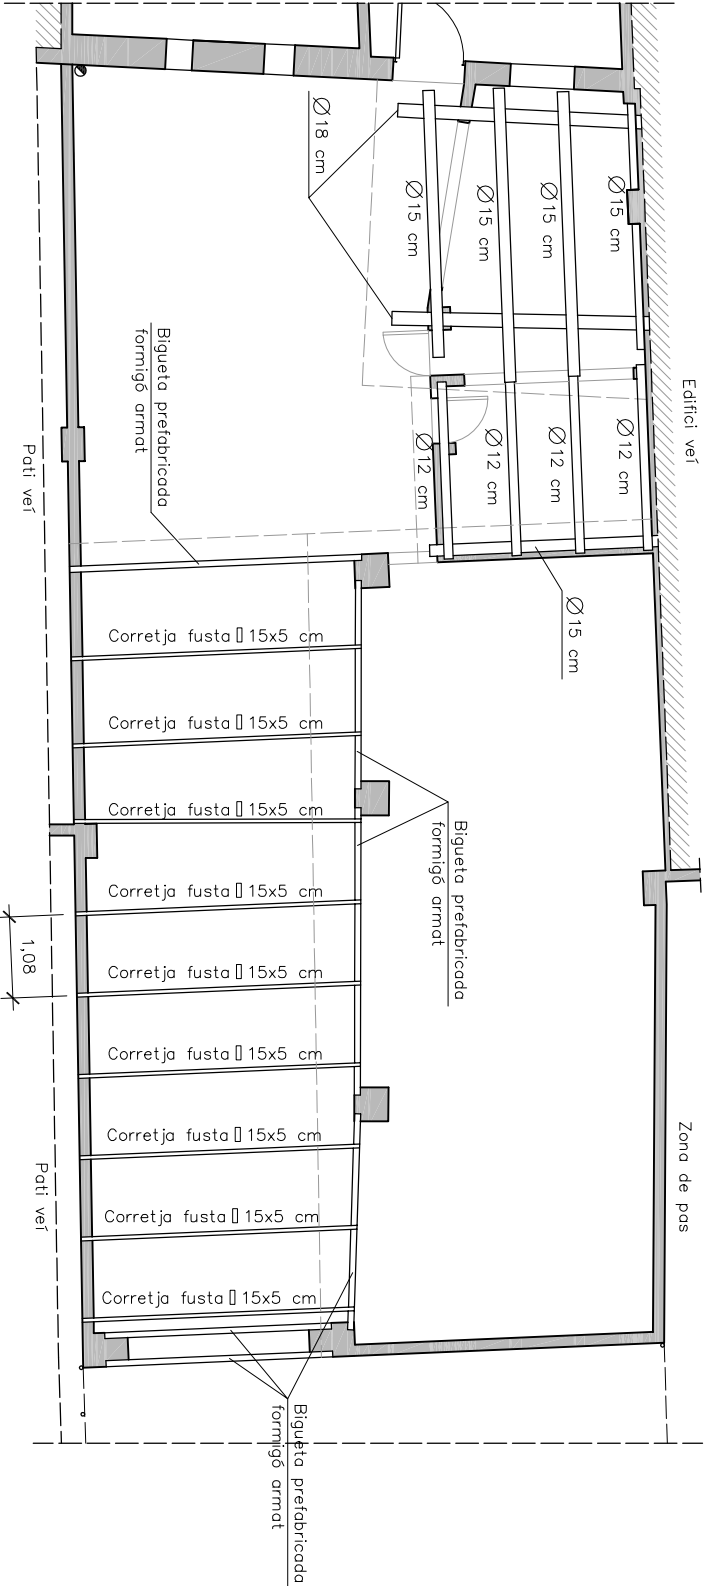 Ø18 cm
Ø15 cm
Ø15 cm
Ø15 cm
Ø15 cm
Edifici veí
Bigueta prefabricada
formigó armat
Pati veí
Ø12 cm
Ø12 cm
Ø12 cm
Ø12 cm
Ø15 cm
Corretja fusta ▯ 15x5 cm
Corretja fusta ▯ 15x5 cm
Corretja fusta ▯ 15x5 cm
Bigueta prefabricada
formigó armat
Corretja fusta ▯ 15x5 cm
1,08
Corretja fusta ▯ 15x5 cm
Corretja fusta ▯ 15x5 cm
Corretja fusta ▯ 15x5 cm
Zona de pas
Pati veí
Corretja fusta ▯ 15x5 cm
Corretja fusta ▯ 15x5 cm
Bigueta prefabricada
formigó armat